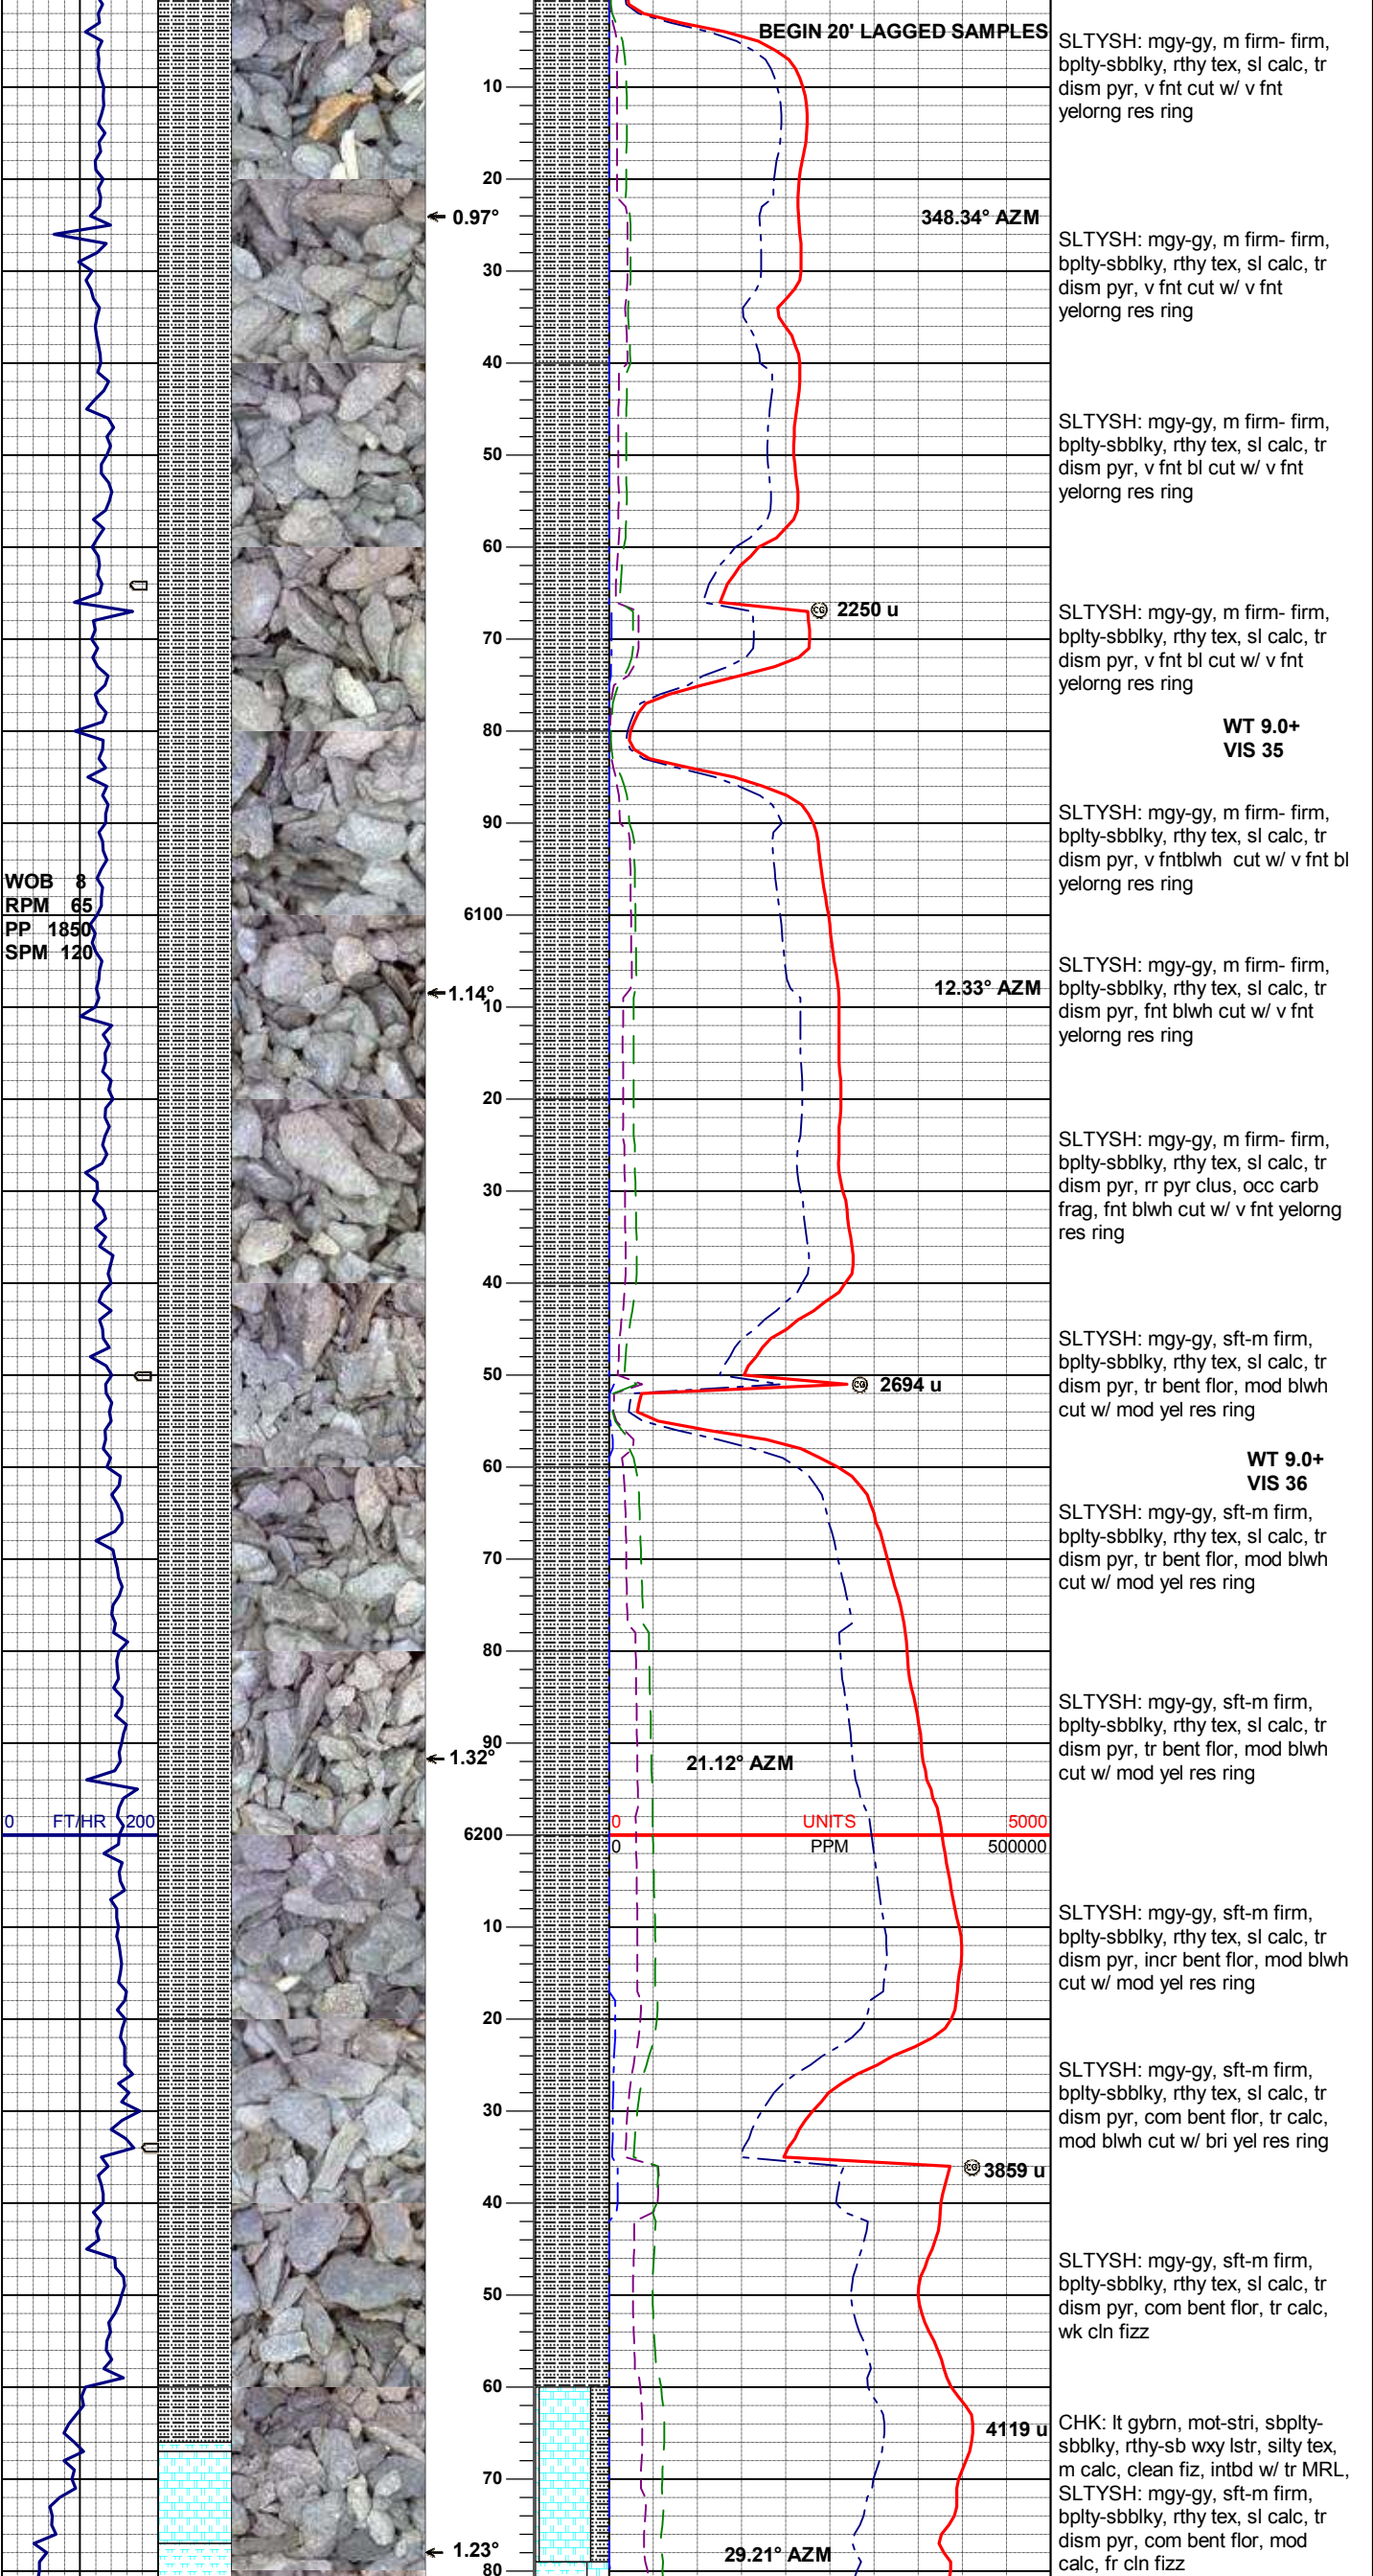 BEGIN 20' LAGGED SAMPLES
SLTYSH: mgy-gy, m firm- firm,
bplty-sbblky, rthy tex, sl calc, tr
dism pyr, v fnt cut w/ v fnt
yelorng res ring
10
20
0.97°
348.34° AZM
SLTYSH: mgy-gy, m firm- firm,
bplty-sbblky, rthy tex, sl calc, tr
dism pyr, v fnt cut w/ v fnt
yelorng res ring
30
40
SLTYSH: mgy-gy, m firm- firm,
bplty-sbblky, rthy tex, sl calc, tr
dism pyr, v fnt bl cut w/ v fnt
yelorng res ring
50
60
CG 2250 u
SLTYSH: mgy-gy, m firm- firm,
bplty-sbblky, rthy tex, sl calc, tr
dism pyr, v fnt bl cut w/ v fnt
yelorng res ring
70
80
WT 9.0+
VIS 35
SLTYSH: mgy-gy, m firm- firm,
bplty-sbblky, rthy tex, sl calc, tr
dism pyr, v fntblwh cut w/ v fnt bl
yelorng res ring
90
WOB 8
RPM 65
PP 1850
SPM 120
6100
SLTYSH: mgy-gy, m firm- firm,
bplty-sbblky, rthy tex, sl calc, tr
dism pyr, fnt blwh cut w/ v fnt
yelorng res ring
1.14°
12.33° AZM
10
20
SLTYSH: mgy-gy, m firm- firm,
bplty-sbblky, rthy tex, sl calc, tr
dism pyr, rr pyr clus, occ carb
frag, fnt blwh cut w/ v fnt yelorng
res ring
30
40
SLTYSH: mgy-gy, sft-m firm,
bplty-sbblky, rthy tex, sl calc, tr
dism pyr, tr bent flor, mod blwh
cut w/ mod yel res ring
50
CG 2694 u
60
WT 9.0+
VIS 36
SLTYSH: mgy-gy, sft-m firm,
bplty-sbblky, rthy tex, sl calc, tr
dism pyr, tr bent flor, mod blwh
cut w/ mod yel res ring
70
80
SLTYSH: mgy-gy, sft-m firm,
bplty-sbblky, rthy tex, sl calc, tr
dism pyr, tr bent flor, mod blwh
cut w/ mod yel res ring
90
1.32°
21.12° AZM
0 FT/HR 200
0 UNITS 5000
6200
0 PPM 500000
SLTYSH: mgy-gy, sft-m firm,
bplty-sbblky, rthy tex, sl calc, tr
dism pyr, incr bent flor, mod blwh
cut w/ mod yel res ring
10
20
SLTYSH: mgy-gy, sft-m firm,
bplty-sbblky, rthy tex, sl calc, tr
dism pyr, com bent flor, tr calc,
mod blwh cut w/ bri yel res ring
30
CG 3859 u
40
SLTYSH: mgy-gy, sft-m firm,
bplty-sbblky, rthy tex, sl calc, tr
dism pyr, com bent flor, tr calc,
wk cln fizz
50
60
4119 u
CHK: lt gybrn, mot-stri, sbplty-
sbblky, rthy-sb wxy lstr, silty tex,
m calc, clean fiz, intbd w/ tr MRL,
SLTYSH: mgy-gy, sft-m firm,
bplty-sbblky, rthy tex, sl calc, tr
dism pyr, com bent flor, mod
calc, fr cln fizz
70
1.23°
29.21° AZM
80